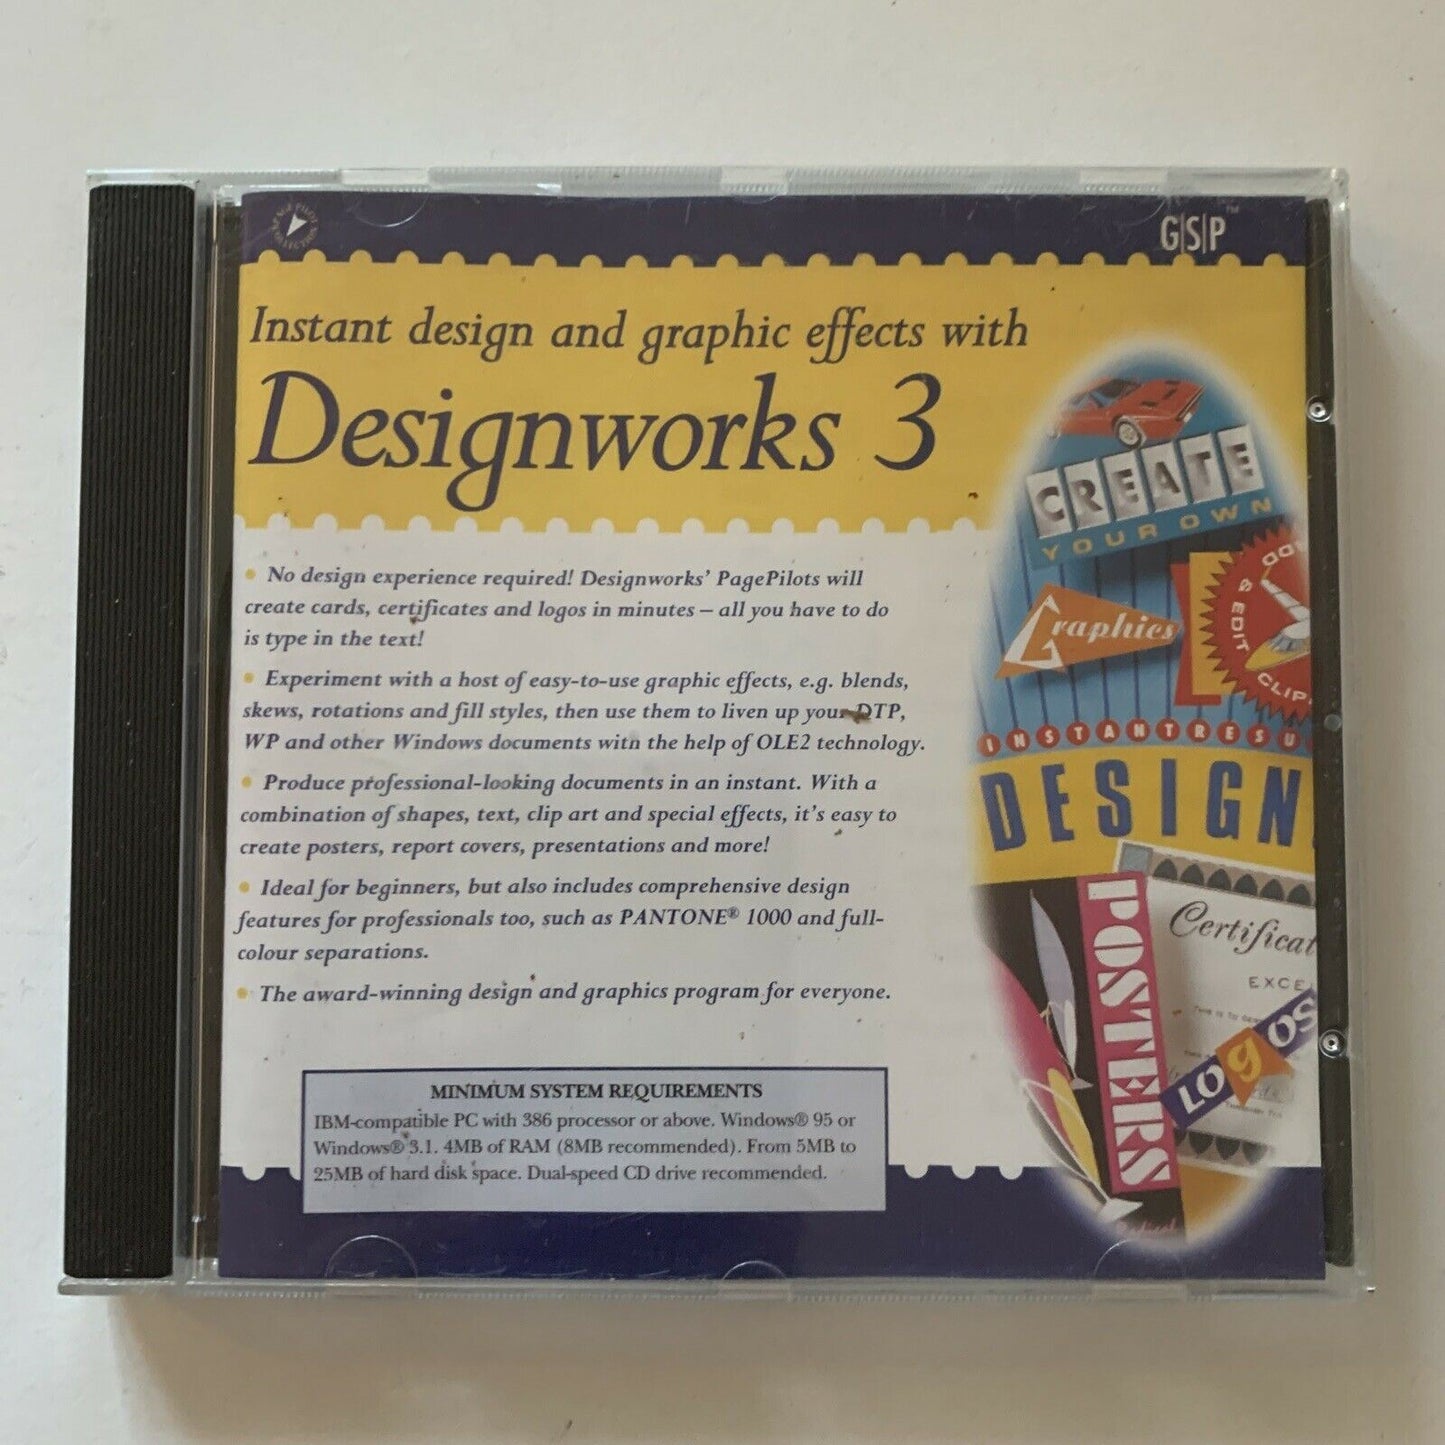 PAGE PILOT COLLECTION
G|S|P™
Instant design and graphic effects with
Designworks 3
• No design experience required! Designworks' PagePilots will
create cards, certificates and logos in minutes – all you have to do
is type in the text!
• Experiment with a host of easy-to-use graphic effects, e.g. blends,
skews, rotations and fill styles, then use them to liven up your DTP,
WP and other Windows documents with the help of OLE2 technology.
• Produce professional-looking documents in an instant. With a
combination of shapes, text, clip art and special effects, it's easy to
create posters, report covers, presentations and more!
• Ideal for beginners, but also includes comprehensive design
features for professionals too, such as PANTONE® 1000 and full-
colour separations.
• The award-winning design and graphics program for everyone.
MINIMUM SYSTEM REQUIREMENTS
IBM-compatible PC with 386 processor or above. Windows® 95 or
Windows® 3.1. 4MB of RAM (8MB recommended). From 5MB to
25MB of hard disk space. Dual-speed CD drive recommended.
CREATE
YOUR OWN
Graphics
& EDIT
CLIP
INSTANT RESU
DESIGN
POSTERS
Certificat
EXCE
LOgOS
Radical